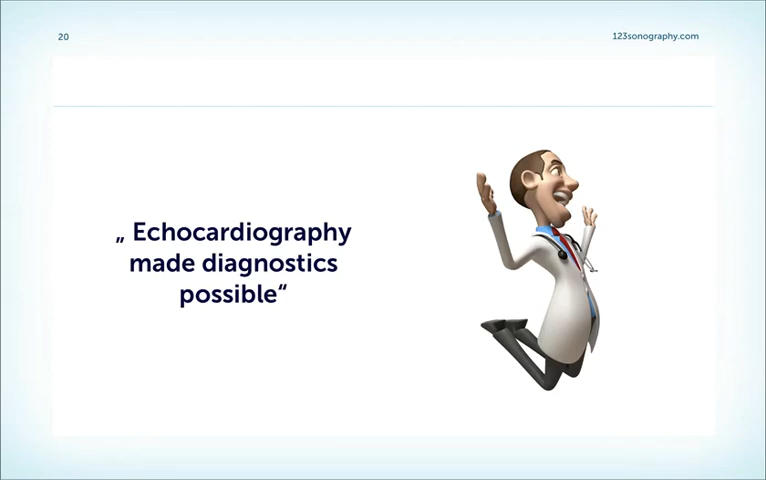 20
123sonography.com
„ Echocardiography
made diagnostics
possible“